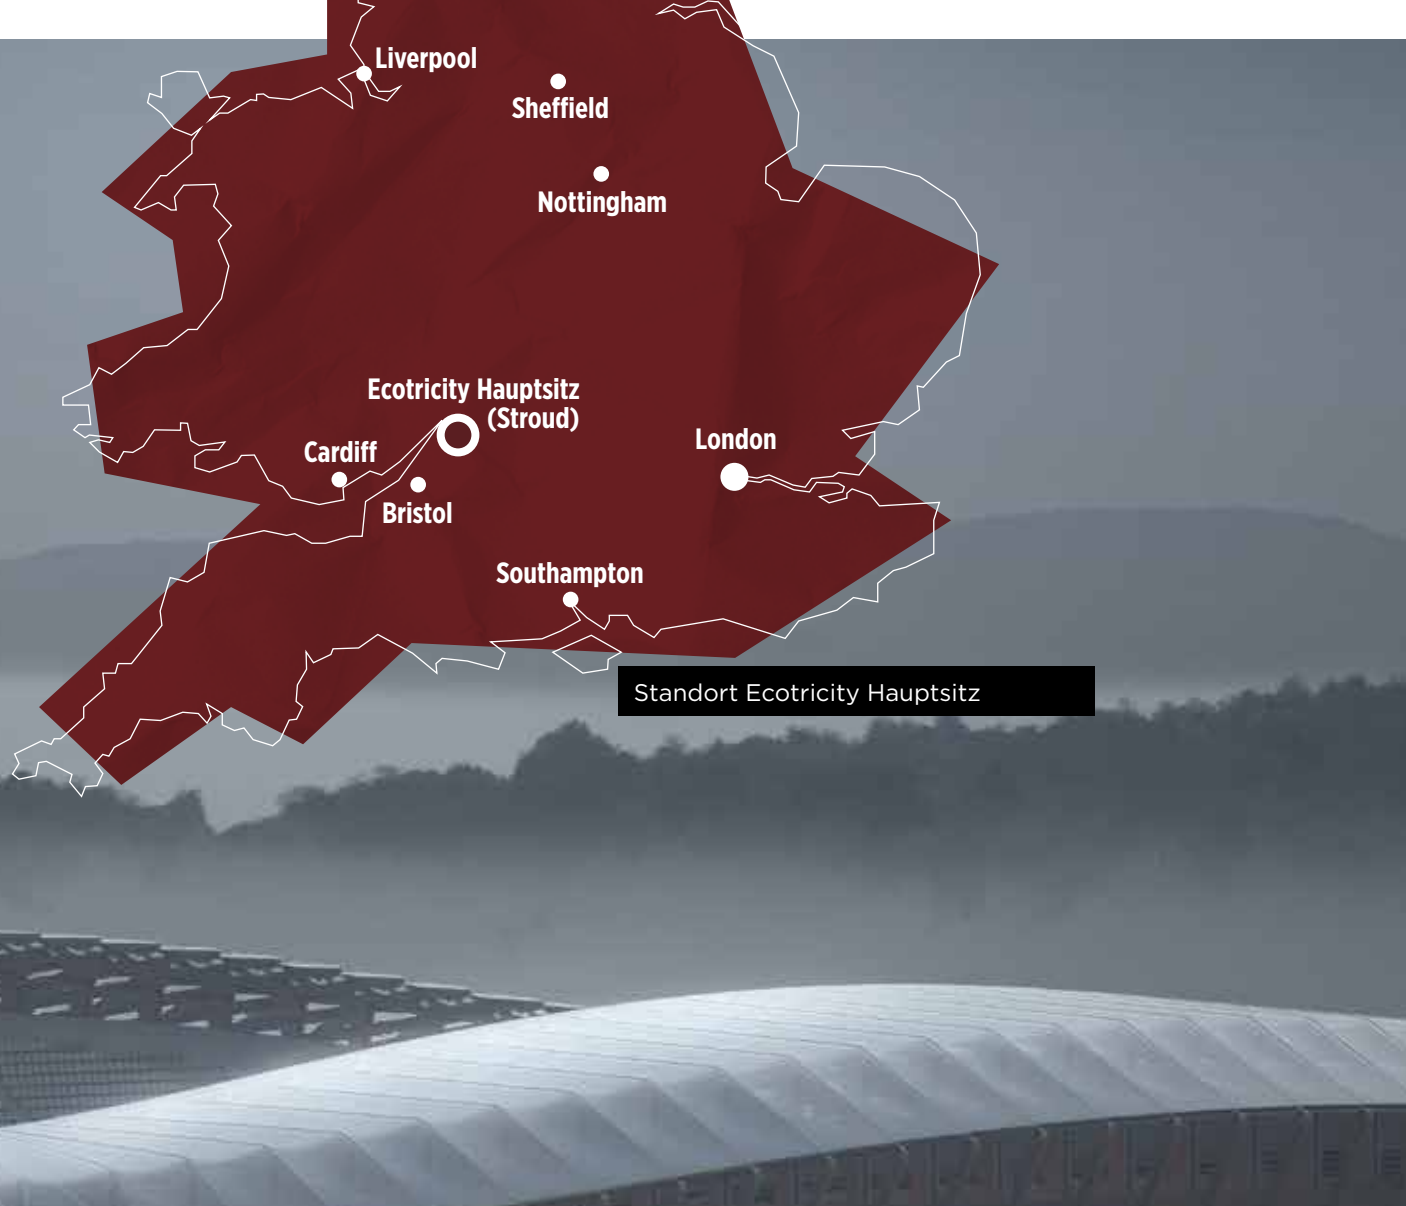 Liverpool
Sheffield
Nottingham
Ecotricity Hauptsitz
(Stroud)
Cardiff
London
Bristol
Southampton
Standort Ecotricity Hauptsitz